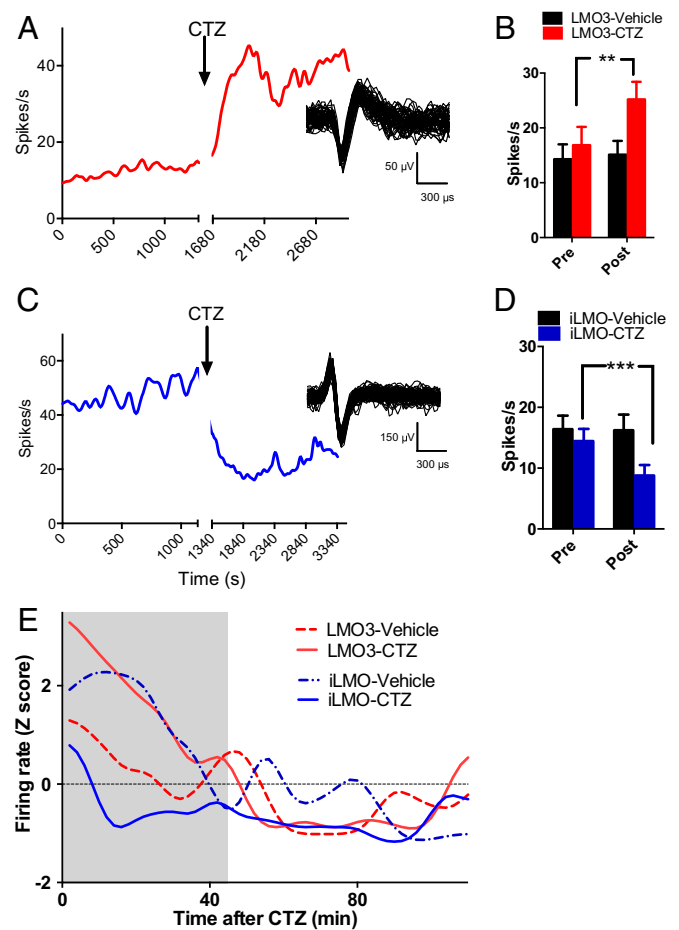 A
CTZ
Spikes/s
40
20
0
0
500
1000
1680
2180
2680
50 µV
300 µs
B
LMO3-Vehicle
LMO3-CTZ
**
Spikes/s
30
20
10
0
Pre
Post
C
CTZ
Spikes/s
60
40
20
0
0
500
1000
1340
1840
2340
2840
3340
Time (s)
150 µV
300 µs
D
iLMO-Vehicle
iLMO-CTZ
***
Spikes/s
30
20
10
0
Pre
Post
E
LMO3-Vehicle
LMO3-CTZ
iLMO-Vehicle
iLMO-CTZ
Firing rate (Z score)
2
0
-2
0
40
80
Time after CTZ (min)